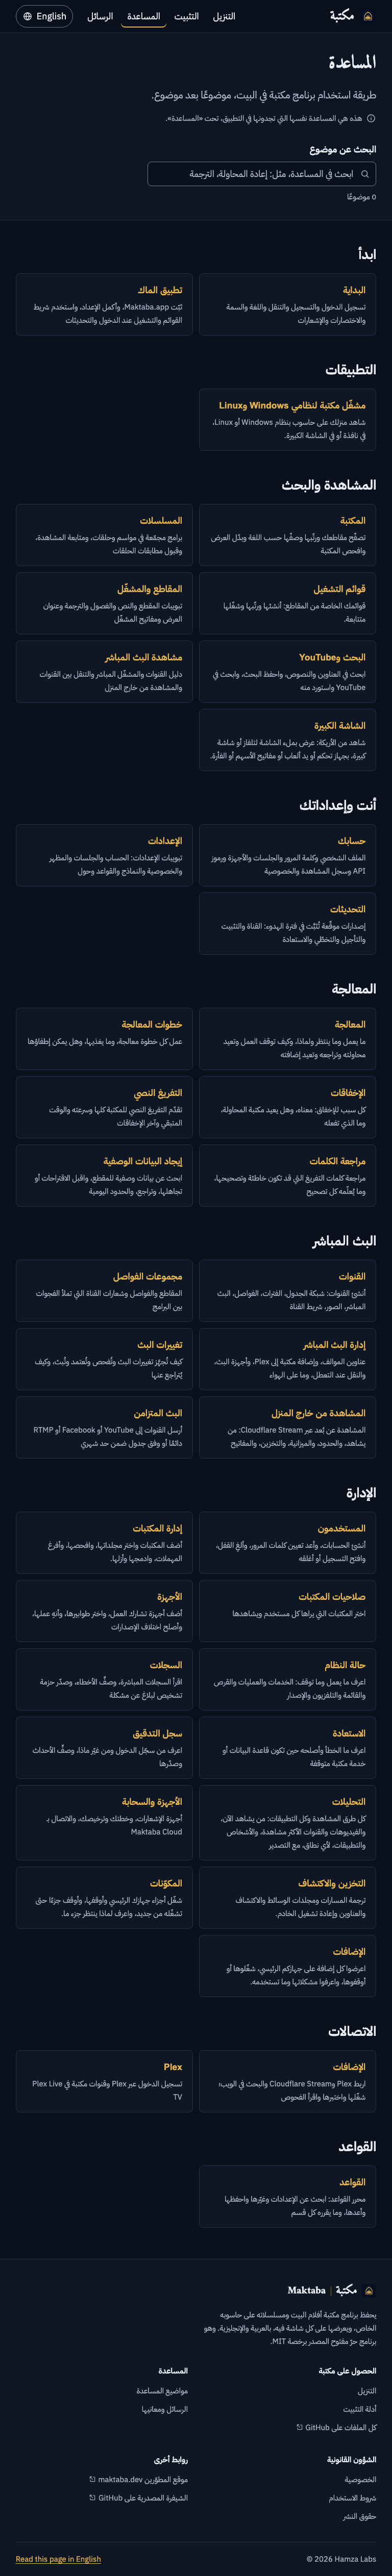 مكتبة
التنزيل
التثبيت
المساعدة
الرسائل
English
المساعدة
طريقة استخدام برنامج مكتبة في البيت، موضوعًا بعد موضوع.
هذه هي المساعدة نفسها التي تجدونها في التطبيق، تحت «المساعدة».
البحث عن موضوع
ابحث في المساعدة، مثل: إعادة المحاولة، الترجمة
0 موضوعًا
ابدأ
البداية
تسجيل الدخول والتسجيل والتنقل واللغة والسمة
والاختصارات والإشعارات
تطبيق الماك
ثبّت Maktaba.app، وأكمل الإعداد، واستخدم شريط
القوائم والتشغيل عند الدخول والتحديثات
التطبيقات
مشغّل مكتبة لنظامي Windows وLinux
شاهد منزلك على حاسوب بنظام Windows أو Linux،
في نافذة أو في الشاشة الكبيرة.
المشاهدة والبحث
المكتبة
تصفّح مقاطعك ورتّبها وصفّها حسب اللغة وبدّل العرض
وافحص المكتبة
المسلسلات
برامج مجمّعة في مواسم وحلقات، ومتابعة المشاهدة،
وقبول مطابقات الحلقات
قوائم التشغيل
قوائمك الخاصة من المقاطع: أنشئها ورتّبها وشغّلها
متتابعة.
المقاطع والمشغّل
تبويبات المقطع والنص والفصول والترجمة وعنوان
العرض ومفاتيح المشغّل
البحث وYouTube
ابحث في العناوين والنصوص، واحفظ البحث، وابحث في
YouTube واستورد منه
مشاهدة البث المباشر
دليل القنوات والمشغّل المباشر والتنقل بين القنوات
والمشاهدة من خارج المنزل
الشاشة الكبيرة
شاهد من الأريكة: عرض بملء الشاشة لتلفاز أو شاشة
كبيرة، بجهاز تحكم أو يد ألعاب أو مفاتيح الأسهم أو الفأرة.
أنت وإعداداتك
حسابك
الملف الشخصي وكلمة المرور والجلسات والأجهزة ورموز
API وسجل المشاهدة والخصوصية
الإعدادات
تبويبات الإعدادات: الحساب والجلسات والمظهر
والخصوصية والنماذج والقواعد وحول
التحديثات
إصدارات موقّعة تُثبَّت في فترة الهدوء: القناة والتثبيت
والتأجيل والتخطّي والاستعادة
المعالجة
المعالجة
ما يعمل وما ينتظر ولماذا، وكيف توقف العمل وتعيد
محاولته وتراجعه وتعيد إضافته
خطوات المعالجة
عمل كل خطوة معالجة، وما يغذيها، وهل يمكن إطفاؤها
الإخفاقات
كل سبب للإخفاق: معناه، وهل يعيد مكتبة المحاولة،
وما الذي تفعله
التفريغ النصي
تقدّم التفريغ النصي للمكتبة كلها وسرعته والوقت
المتبقي وآخر الإخفاقات
مراجعة الكلمات
مراجعة كلمات التفريغ التي قد تكون خاطئة وتصحيحها،
وما يُعلّمه كل تصحيح
إيجاد البيانات الوصفية
ابحث عن بيانات وصفية للمقطع، واقبل الاقتراحات أو
تجاهلها، وتراجع، والحدود اليومية
البث المباشر
القنوات
أنشئ القنوات: شبكة الجدول، الفترات، الفواصل، البث
المباشر، الصور، شريط القناة
مجموعات الفواصل
المقاطع والفواصل وشعارات القناة التي تملأ الفجوات
بين البرامج
إدارة البث المباشر
عناوين الموالف، وإضافة مكتبة إلى Plex، وأجهزة البث،
والنقل عند التعطل، وما على الهواء
تغييرات البث
كيف تُجهَّز تغييرات البث وتُفحص وتُعتمد وتُبث، وكيف
يُتراجع عنها
المشاهدة من خارج المنزل
المشاهدة عن بُعد عبر Cloudflare Stream: من
يشاهد، والحدود، والميزانية، والتخزين، والمفاتيح
البث المتزامن
أرسل القنوات إلى YouTube أو Facebook أو RTMP
دائمًا أو وفق جدول ضمن حد شهري
الإدارة
المستخدمون
أنشئ الحسابات، وأعد تعيين كلمات المرور، وألغِ القفل،
وافتح التسجيل أو أغلقه
إدارة المكتبات
أضف المكتبات واختر مجلداتها، وافحصها، وأفرغ
المهملات، وادمجها وأزلها.
صلاحيات المكتبات
اختر المكتبات التي يراها كل مستخدم ويشاهدها
الأجهزة
أضف أجهزة تشارك العمل، واختر طوابيرها، وأنهِ عملها،
وأصلح اختلاف الإصدارات
حالة النظام
اعرف ما يعمل وما توقف: الخدمات والعمليات والقرص
والقائمة والتلفزيون والإصدار
السجلات
اقرأ السجلات المباشرة، وصفِّ الأخطاء، وصدّر حزمة
تشخيص لبلاغ عن مشكلة
الاستعادة
اعرف ما الخطأ وأصلحه حين تكون قاعدة البيانات أو
خدمة مكتبة متوقفة
سجل التدقيق
اعرف من سجّل الدخول ومن غيّر ماذا، وصفِّ الأحداث
وصدّرها
التحليلات
كل طرق المشاهدة وكل التطبيقات: من يشاهد الآن،
والفيديوهات والقنوات الأكثر مشاهدة، والأشخاص
والتطبيقات، لأي نطاق، مع التصدير
الأجهزة والسحابة
أجهزة الإشعارات، وخطتك وترخيصك، والاتصال بـ
Maktaba Cloud
التخزين والاكتشاف
ترجمة المسارات ومجلدات الوسائط والاكتشاف
والعناوين وإعادة تشغيل الخادم.
المكوّنات
شغّل أجزاء جهازك الرئيسي وأوقفها، وأوقف جزءًا حتى
تشغّله من جديد، واعرف لماذا ينتظر جزء ما.
الإضافات
اعرضوا كل إضافة على جهازكم الرئيسي، شغّلوها أو
أوقفوها، واعرفوا مشكلاتها وما تستخدمه.
الاتصالات
الإضافات
اربط Plex وCloudflare Stream والبحث في الويب؛
شغّلها واختبرها واقرأ الفحوص
Plex
تسجيل الدخول عبر Plex وقنوات مكتبة في Plex Live
TV
القواعد
القواعد
محرر القواعد: ابحث عن الإعدادات وغيّرها واحفظها
وأعدها، وما يقرره كل قسم
مكتبة | Maktaba
يحفظ برنامج مكتبة أفلام البيت ومسلسلاته على حاسوبه
الخاص، ويعرضها على كل شاشة فيه، بالعربية والإنجليزية. وهو
برنامج حرّ مفتوح المصدر برخصة MIT.
الحصول على مكتبة
التنزيل
أدلة التثبيت
كل الملفات على GitHub
المساعدة
مواضيع المساعدة
الرسائل ومعانيها
الشؤون القانونية
الخصوصية
شروط الاستخدام
حقوق النشر
روابط أخرى
موقع المطوّرين maktaba.dev
الشيفرة المصدرية على GitHub
© 2026 Hamza Labs
Read this page in English